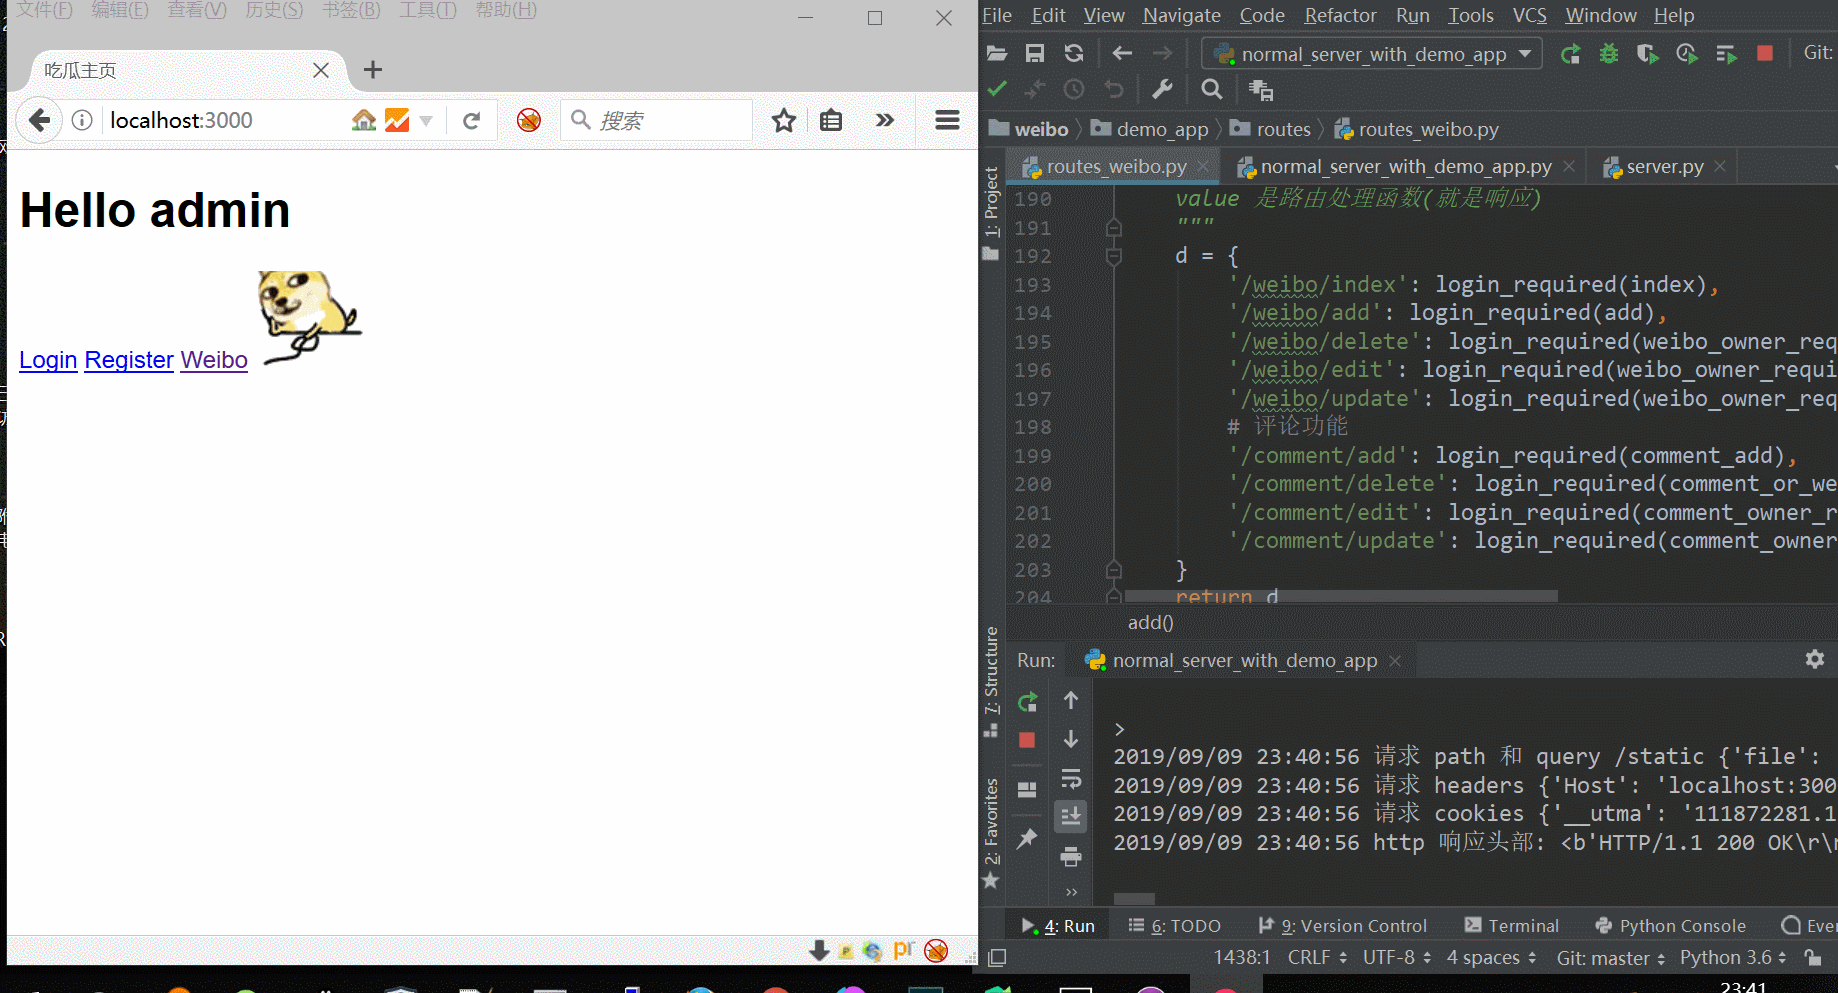 文件(F) 编辑(E) 查看(V) 历史(S) 书签(B) 工具(T) 帮助(H)
吃瓜主页
localhost:3000
搜索
Hello admin
Login Register Weibo
File Edit View Navigate Code Refactor Run Tools VCS Window Help
normal_server_with_demo_app
Git:
weibo demo_app routes routes_weibo.py
routes_weibo.py normal_server_with_demo_app.py server.py
1: Project
7: Structure
2: Favorites
190 value 是路由处理函数(就是响应)
191 """
192 d = {
193 '/weibo/index': login_required(index),
194 '/weibo/add': login_required(add),
195 '/weibo/delete': login_required(weibo_owner_req
196 '/weibo/edit': login_required(weibo_owner_requi
197 '/weibo/update': login_required(weibo_owner_req
198 # 评论功能
199 '/comment/add': login_required(comment_add),
200 '/comment/delete': login_required(comment_or_we
201 '/comment/edit': login_required(comment_owner_r
202 '/comment/update': login_required(comment_owner
203 }
204 return d
add()
Run: normal_server_with_demo_app
>
2019/09/09 23:40:56 请求 path 和 query /static {'file':
2019/09/09 23:40:56 请求 headers {'Host': 'localhost:300
2019/09/09 23:40:56 请求 cookies {'__utma': '111872281.1
2019/09/09 23:40:56 http 响应头部: <b'HTTP/1.1 200 OK\r\n
4: Run 6: TODO 9: Version Control Terminal Python Console Ever
1438:1 CRLF UTF-8 4 spaces Git: master Python 3.6
23:41